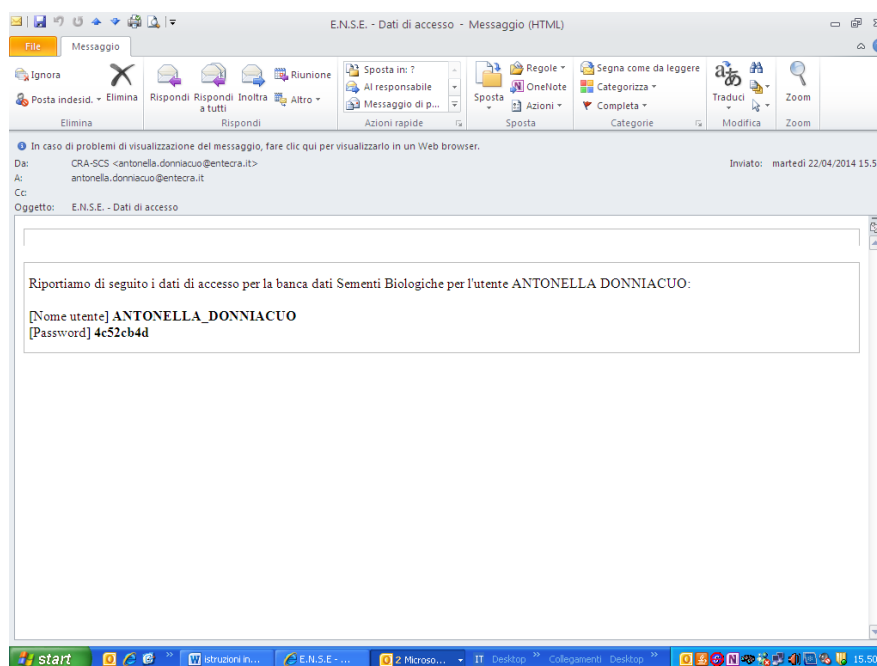 E.N.S.E. - Dati di accesso - Messaggio (HTML)
File Messaggio
Ignora
Posta indesid. Elimina
Rispondi Rispondi a tutti Inoltra
Riunione
Altro
Sposta in: ?
Al responsabile
Messaggio di p...
Sposta
Regole
OneNote
Azioni
Segna come da leggere
Categorizza
Completa
Traduci
Zoom
Elimina Rispondi Azioni rapide Sposta Categorie Modifica Zoom
In caso di problemi di visualizzazione del messaggio, fare clic qui per visualizzarlo in un Web browser.
Da: CRA-SCS <antonella.donniacuo@entecra.it> Inviato: martedì 22/04/2014 15.5
A: antonella.donniacuo@entecra.it
Cc:
Oggetto: E.N.S.E. - Dati di accesso
Riportiamo di seguito i dati di accesso per la banca dati Sementi Biologiche per l'utente ANTONELLA DONNIACUO:
[Nome utente] ANTONELLA_DONNIACUO
[Password] 4c52cb4d
start istruzioni in... E.N.S.E - ... 2 Microso... IT Desktop Collegamenti Desktop 15.50